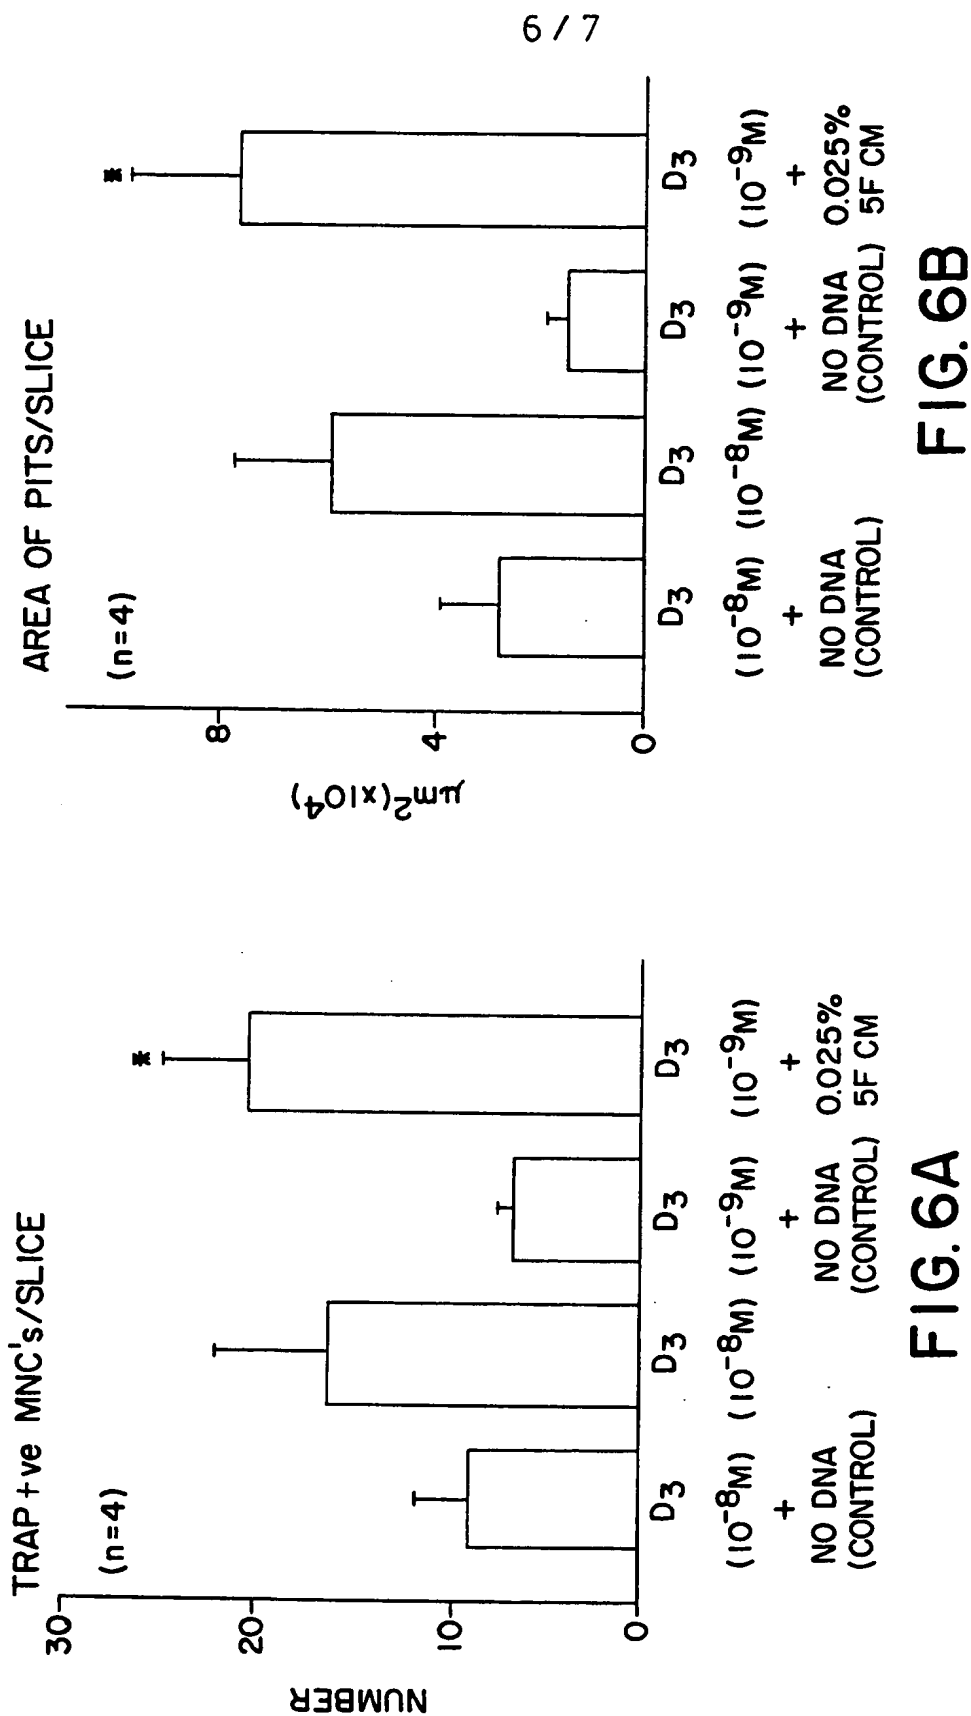 6 / 7
TRAP +ve MNC's/SLICE
(n=4)
NUMBER
30
20
10
0
D3 D3 D3 D3
(10-8M) (10-8M) (10-9M) (10-9M)
+ + +
NO DNA NO DNA 0.025%
(CONTROL) (CONTROL) 5F CM
*
FIG. 6A
AREA OF PITS/SLICE
(n=4)
μm2(x104)
8
4
0
D3 D3 D3 D3
(10-8M) (10-8M) (10-9M) (10-9M)
+ + +
NO DNA NO DNA 0.025%
(CONTROL) (CONTROL) 5F CM
*
FIG. 6B